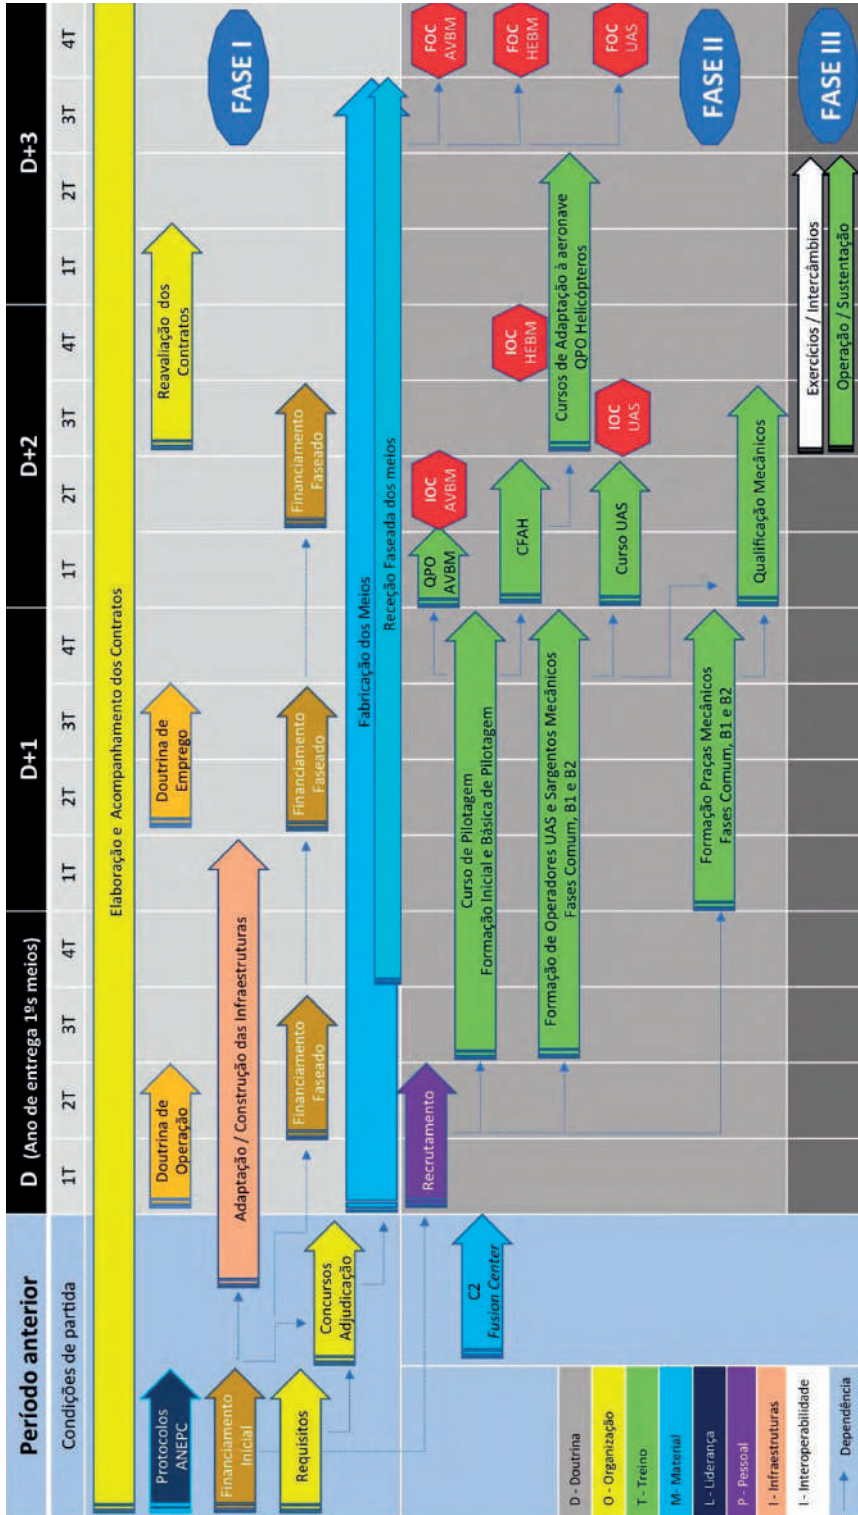 Período anterior
D (Ano de entrega 1ºs meios)
D+1
D+2
D+3
Condições de partida
1T
2T
3T
4T
1T
2T
3T
4T
1T
2T
3T
4T
1T
2T
3T
4T
Elaboração e Acompanhamento dos Contratos
Protocolos
ANEPC
Doutrina de
Operação
Doutrina de
Emprego
Reavaliação dos
Contratos
FASE I
Financiamento
Inicial
Adaptação / Construção das Infraestruturas
Requisitos
Concursos
Adjudicação
Financiamento
Faseado
Financiamento
Faseado
Financiamento
Faseado
Fabricação dos Meios
Receção Faseada dos meios
Recrutamento
QPO
AVBM
IOC
AVBM
FOC
AVBM
C2
Fusion Center
Curso de Pilotagem
Formação Inicial e Básica de Pilotagem
CFAH
IOC
HEBM
FOC
HEBM
Cursos de Adaptação à aeronave
QPO Helicópteros
Formação de Operadores UAS e Sargentos Mecânicos
Fases Comum, B1 e B2
Curso UAS
IOC
UAS
FOC
UAS
Formação Praças Mecânicos
Fases Comum, B1 e B2
Qualificação Mecânicos
FASE II
Exercícios / Intercâmbios
Operação / Sustentação
FASE III
D - Doutrina
O - Organização
T - Treino
M- Material
L - Liderança
P - Pessoal
I - Infraestruturas
I - Interoperabilidade
Dependência